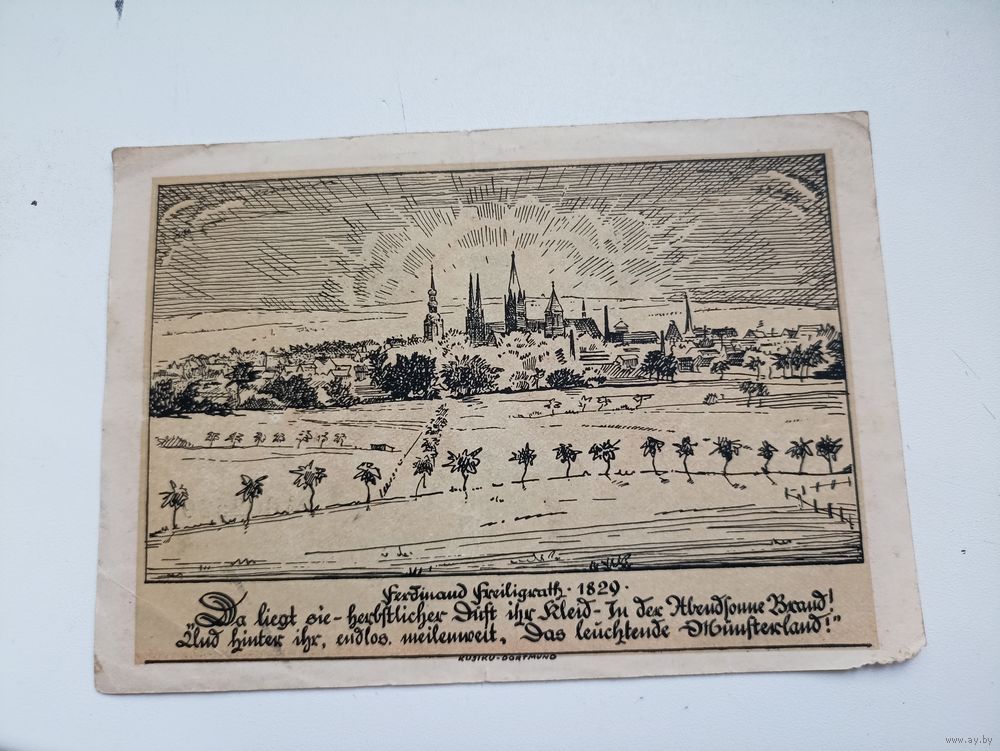 Ferdinand Freiligrath · 1829 ·
„Da liegt sie - herbstlicher Duft ihr Kleid - In der Abendsonne Brand!
Und hinter ihr, endlos, meilenweit, Das leuchtende Münsterland!"
KUSIKU-DORTMUND
www.ay.by